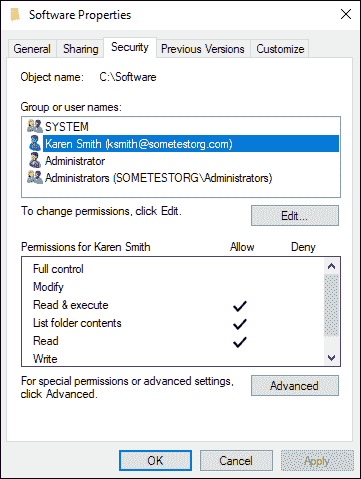 Software Properties
General Sharing Security Previous Versions Customize
Object name: C:\Software
Group or user names:
SYSTEM
Karen Smith (ksmith@sometestorg.com)
Administrator
Administrators (SOMETESTORG\Administrators)
To change permissions, click Edit.
Edit...
Permissions for Karen Smith Allow Deny
Full control
Modify
Read & execute
List folder contents
Read
Write
For special permissions or advanced settings,
click Advanced.
Advanced
OK Cancel Apply